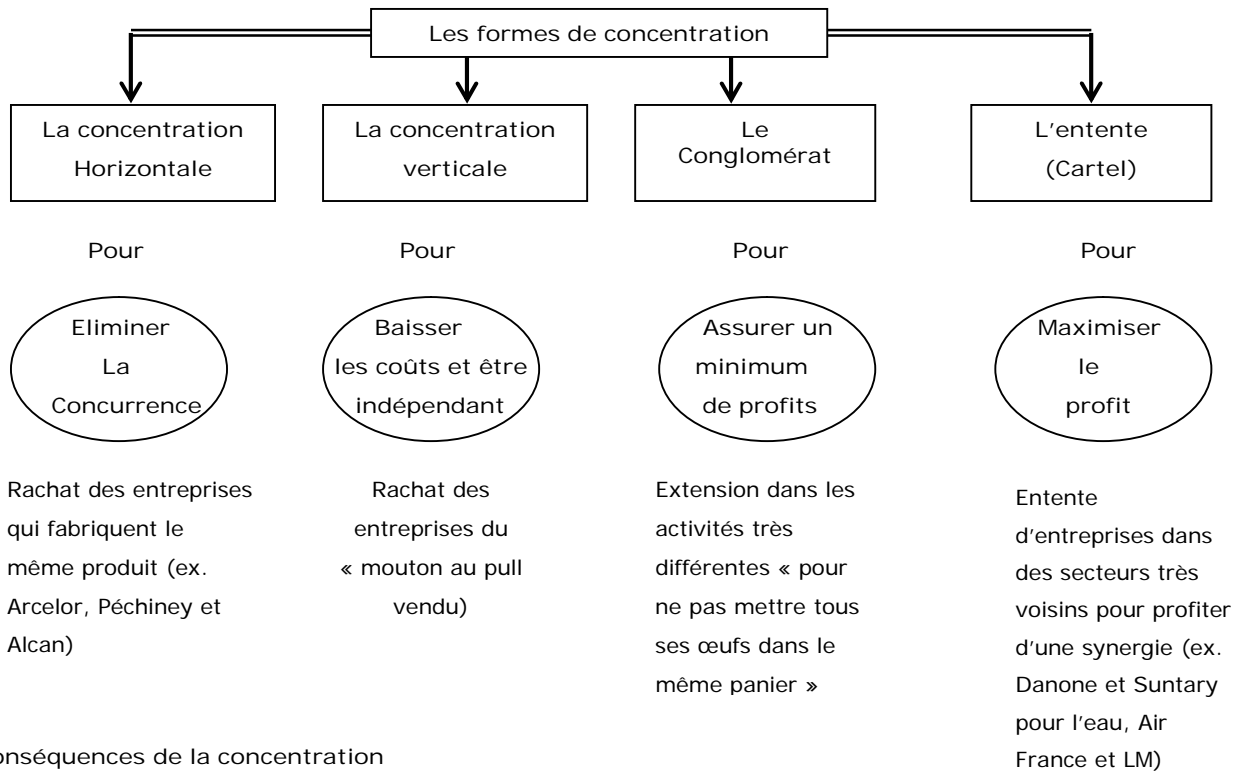 Les formes de concentration
La concentration
Horizontale
La concentration
verticale
Le
Conglomérat
L'entente
(Cartel)
Pour
Pour
Pour
Pour
Eliminer
La
Concurrence
Baisser
les coûts et être
indépendant
Assurer un
minimum
de profits
Maximiser
le
profit
Rachat des entreprises
qui fabriquent le
même produit (ex.
Arcelor, Péchiney et
Alcan)
Rachat des
entreprises du
« mouton au pull
vendu)
Extension dans les
activités très
différentes « pour
ne pas mettre tous
ses œufs dans le
même panier »
Entente
d'entreprises dans
des secteurs très
voisins pour profiter
d'une synergie (ex.
Danone et Suntary
pour l'eau, Air
France et LM)
onséquences de la concentration